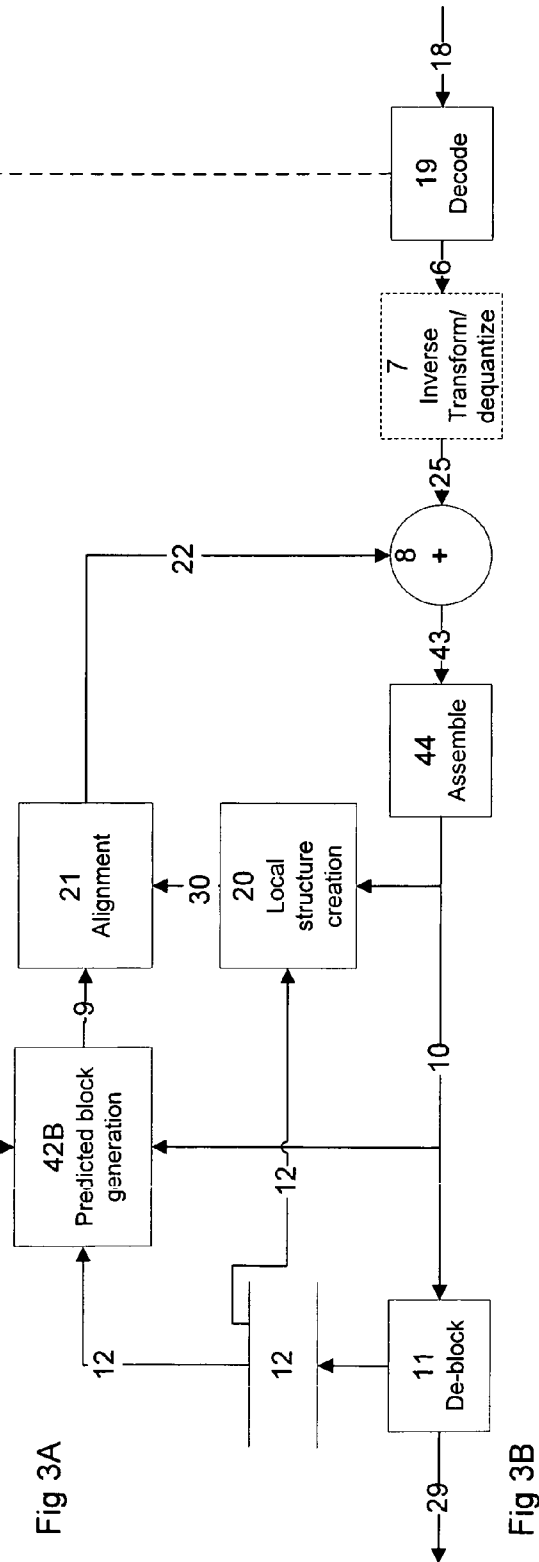 Fig 3A
42B
Predicted block
generation
9
21
Alignment
22
12
12
12
30
20
Local
structure
creation
10
29
11
De-block
44
Assemble
43
8
+
25
7
Inverse
Transform/
dequantize
6
19
Decode
18
Fig 3B